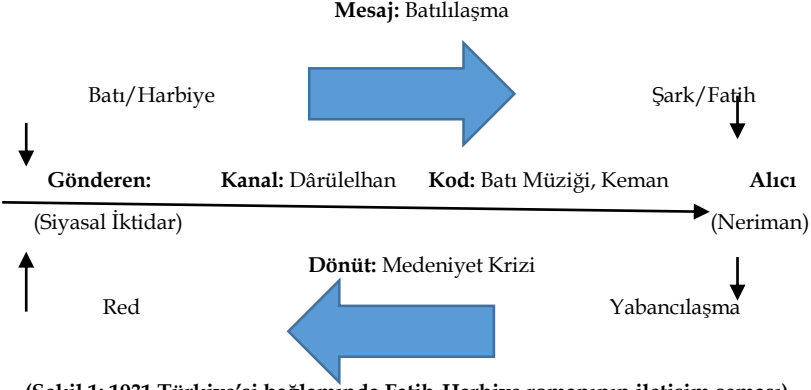 Mesaj: Batılılaşma
Batı/Harbiye Şark/Fatih
Gönderen: Kanal: Dârülelhan Kod: Batı Müziği, Keman Alıcı
(Siyasal İktidar) (Neriman)
Dönüt: Medeniyet Krizi
Red Yabancılaşma
(Şekil 1: 1931 Türkiye’si bağlamında Fatih-Harbiye romanının iletişim şeması)